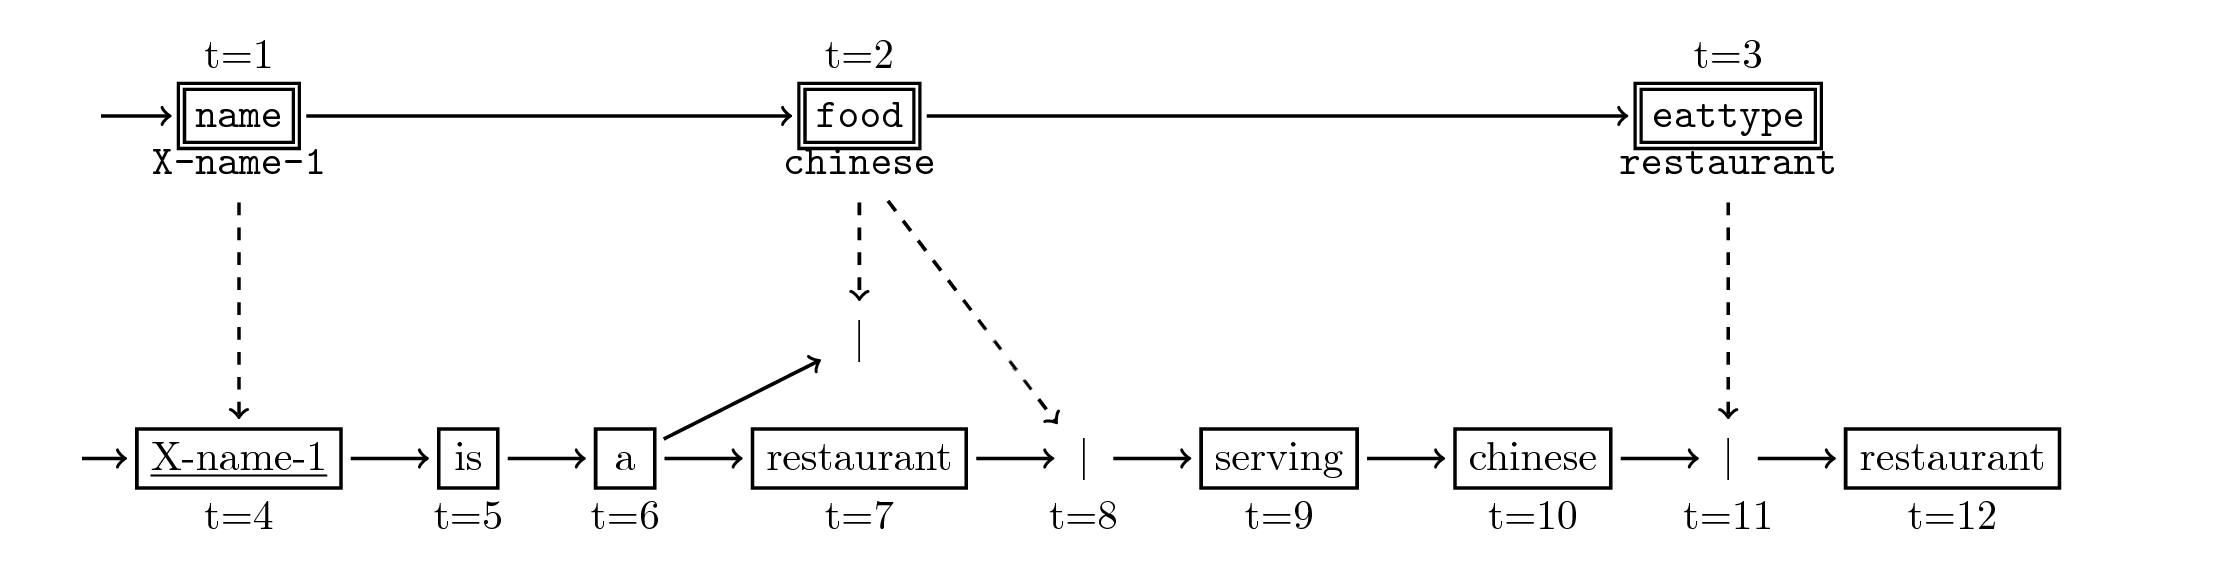 t=1 t=2 t=3
name food eattype
X-name-1 chinese restaurant
|
X-name-1 is a restaurant | serving chinese | restaurant
t=4 t=5 t=6 t=7 t=8 t=9 t=10 t=11 t=12